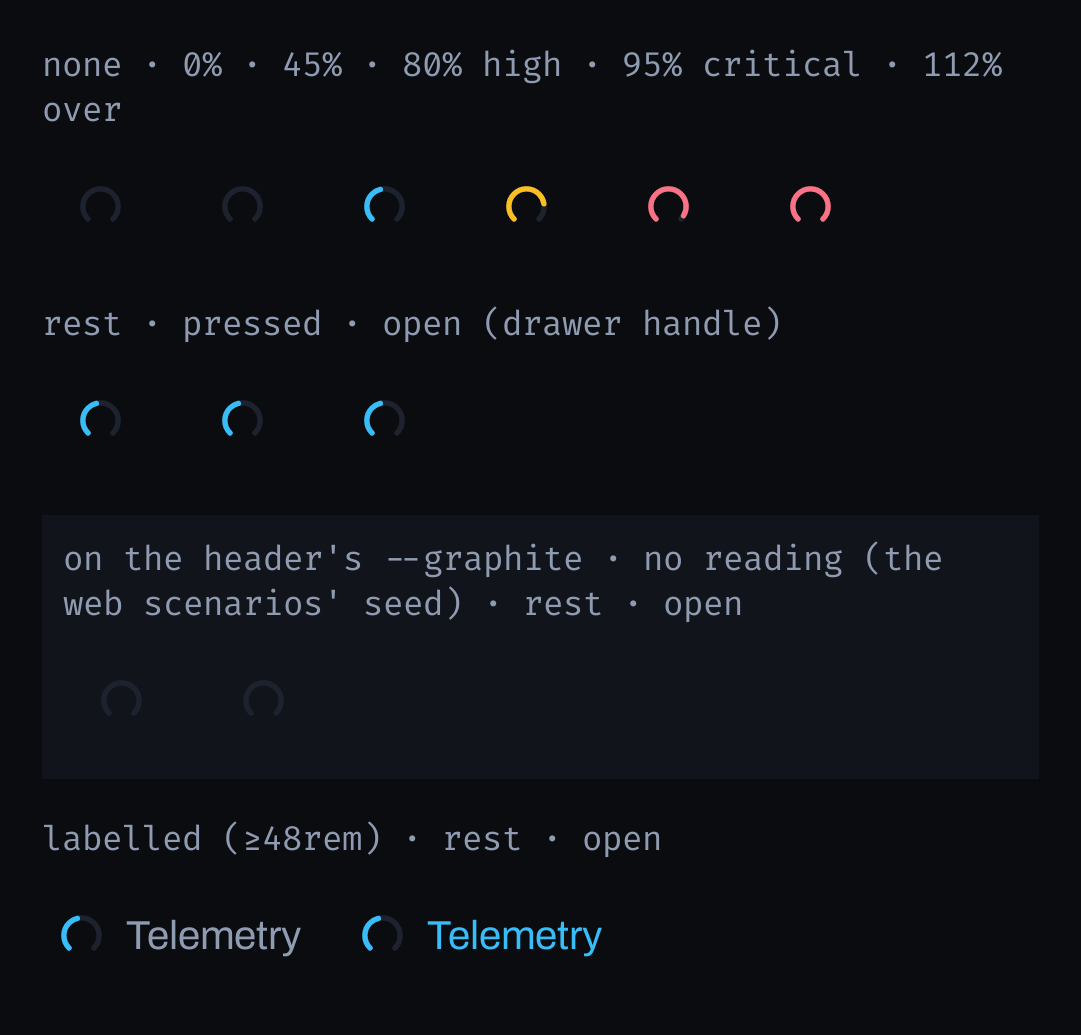 none · 0% · 45% · 80% high · 95% critical · 112%
over
rest · pressed · open (drawer handle)
on the header's --graphite · no reading (the
web scenarios' seed) · rest · open
labelled (≥48rem) · rest · open
Telemetry Telemetry